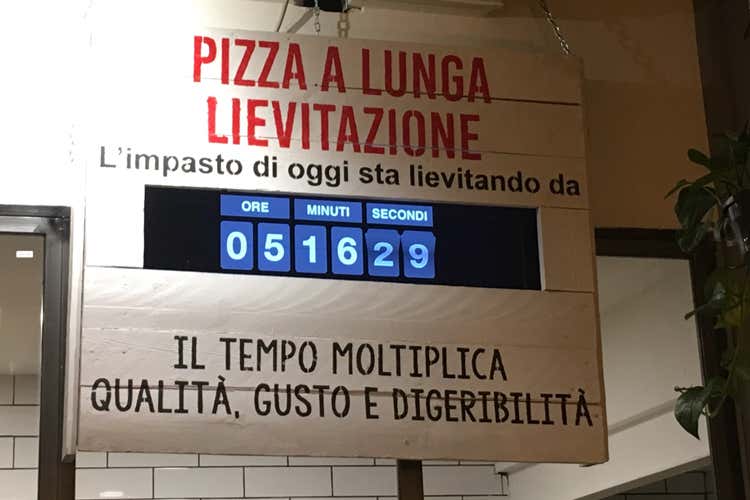 PIZZA A LUNGA
LIEVITAZIONE
L'impasto di oggi sta lievitando da
ORE MINUTI SECONDI
05 16 29
IL TEMPO MOLTIPLICA
QUALITÀ, GUSTO E DIGERIBILITÀ